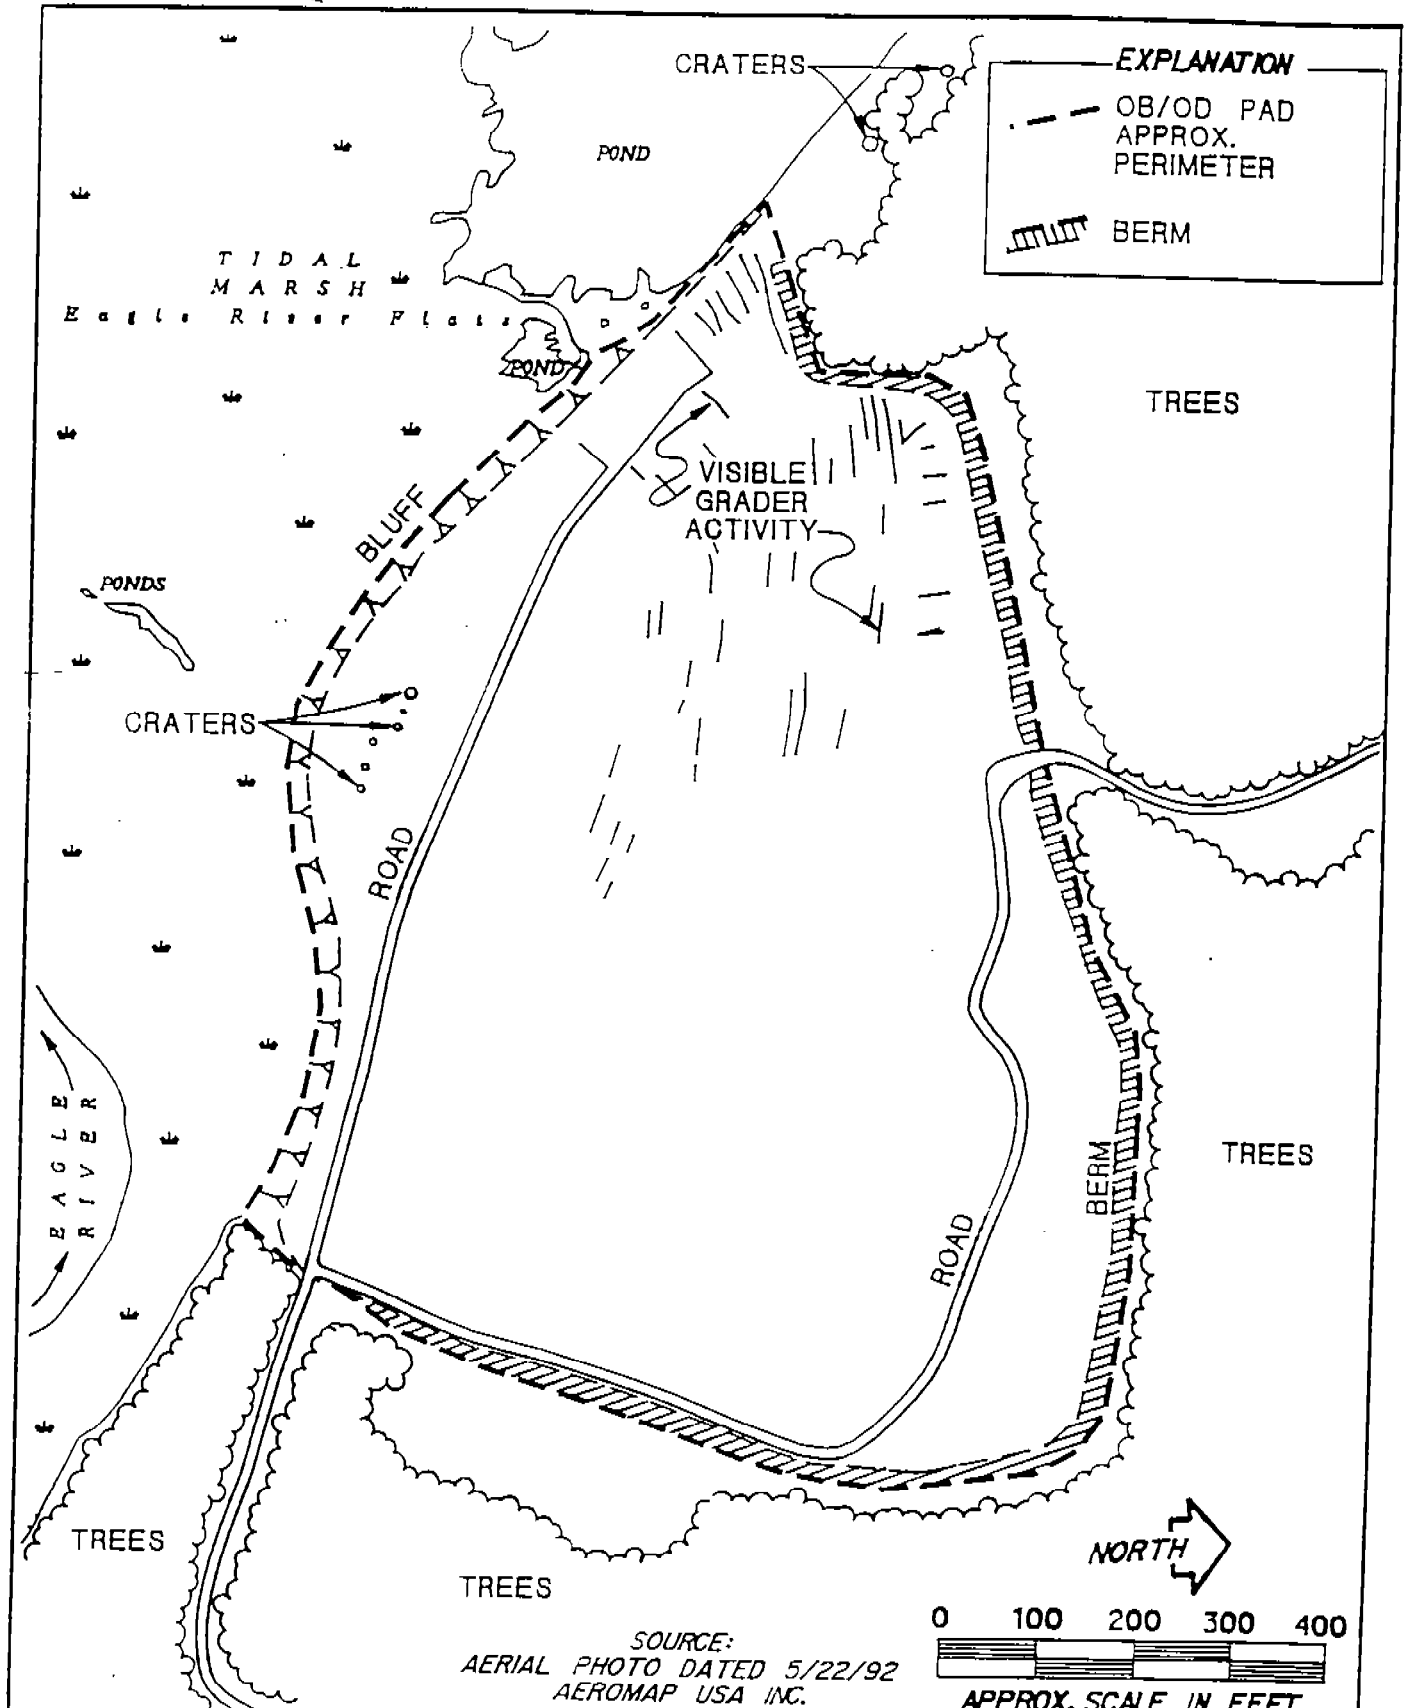 CRATERS
EXPLANATION
OB/OD PAD
APPROX.
PERIMETER
BERM
POND
TIDAL
MARSH
Eagle River Flats
POND
TREES
VISIBLE
GRADER
ACTIVITY
BLUFF
PONDS
CRATERS
ROAD
EAGLE
RIVER
BERM
TREES
ROAD
TREES
NORTH
TREES
0 100 200 300 400
SOURCE:
AERIAL PHOTO DATED 5/22/92
AEROMAP USA INC.
APPROX. SCALE IN FEET